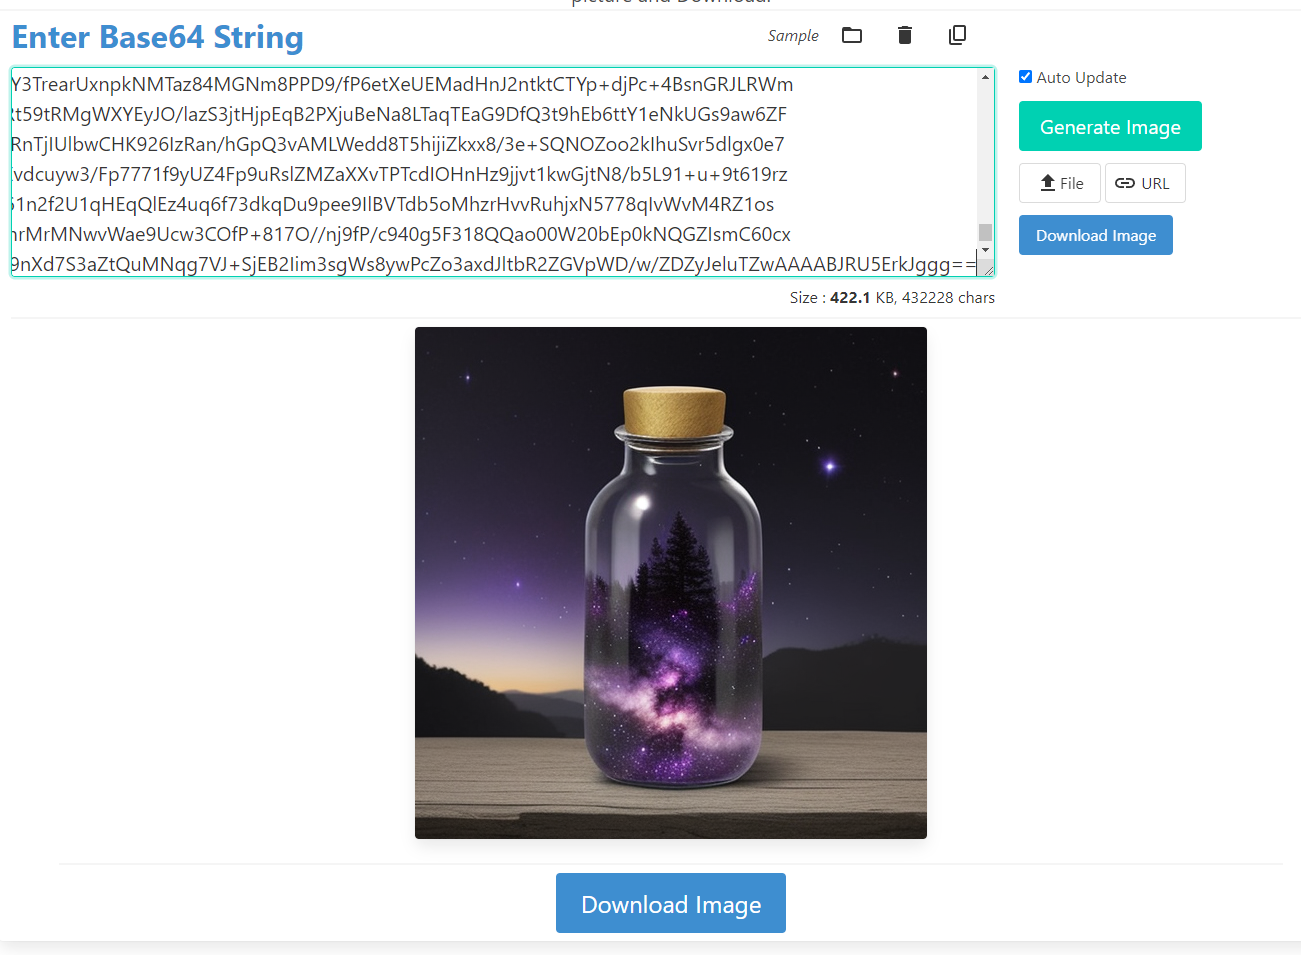 Enter Base64 String
Sample
Y3TrearUxnpkNMTaz84MGNm8PPD9/fP6etXeUEMadHnJ2ntktCTYp+djPc+4BsnGRJLRWm
t59tRMgWXYEyJO/lazS3jtHjpEqB2PXjuBeNa8LTaqTEaG9DfQ3t9hEb6ttY1eNkUGs9aw6ZF
RnTjIUlbwCHK926IzRan/hGpQ3vAMLWedd8T5hijiZkxx8/3e+SQNOZoo2kIhuSvr5dlgx0e7
vdcuyw3/Fp7771f9yUZ4Fp9uRslZMZaXXvTPTcdIOHnHz9jjvt1kwGjtN8/b5L91+u+9t619rz
1n2f2U1qHEqQlEz4uq6f73dkqDu9pee9IlBVTdb5oMhzrHvvRuhjxN5778qIvWvM4RZ1os
rMrMNwvWae9Ucw3COfP+817O//nj9fP/c940g5F318QQao00W20bEp0kNQGZIsmC60cx
9nXd7S3aZtQuMNqg7VJ+SjEB2Iim3sgWs8ywPcZo3axdJltbR2ZGVpWD/w/ZDZyJeluTZwAAAABJRU5ErkJggg==
Auto Update
Generate Image
File
URL
Download Image
Size : 422.1 KB, 432228 chars
Download Image